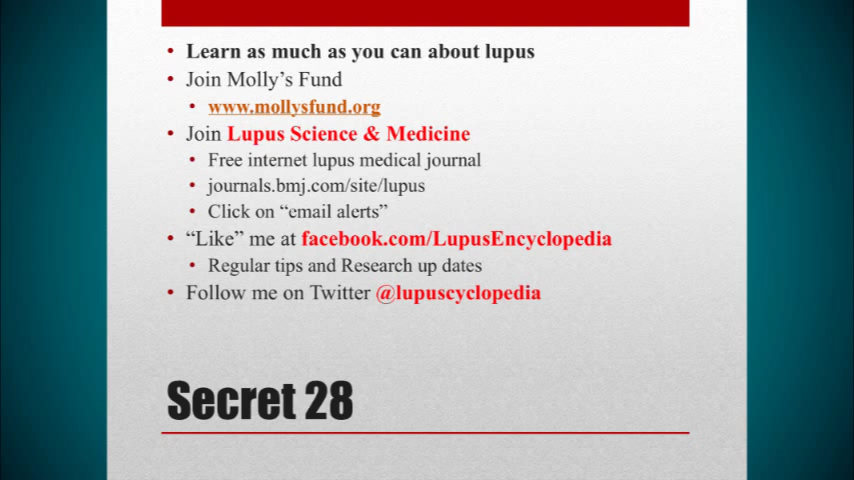 • Learn as much as you can about lupus
• Join Molly's Fund
• www.mollysfund.org
• Join Lupus Science & Medicine
• Free internet lupus medical journal
• journals.bmj.com/site/lupus
• Click on “email alerts”
• “Like” me at facebook.com/LupusEncyclopedia
• Regular tips and Research up dates
• Follow me on Twitter @lupuscyclopedia
Secret 28